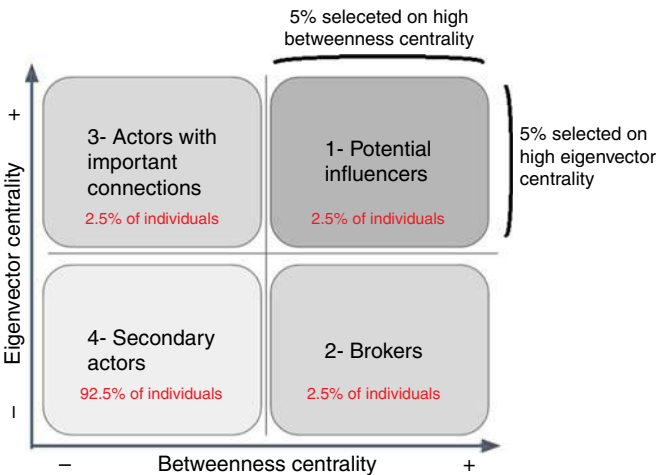 5% seleceted on high
betweenness centrality
+
Eigenvector centrality
–
3- Actors with
important
connections
2.5% of individuals
1- Potential
influencers
2.5% of individuals
5% selected on
high eigenvector
centrality
4- Secondary
actors
92.5% of individuals
2- Brokers
2.5% of individuals
–
Betweenness centrality
+